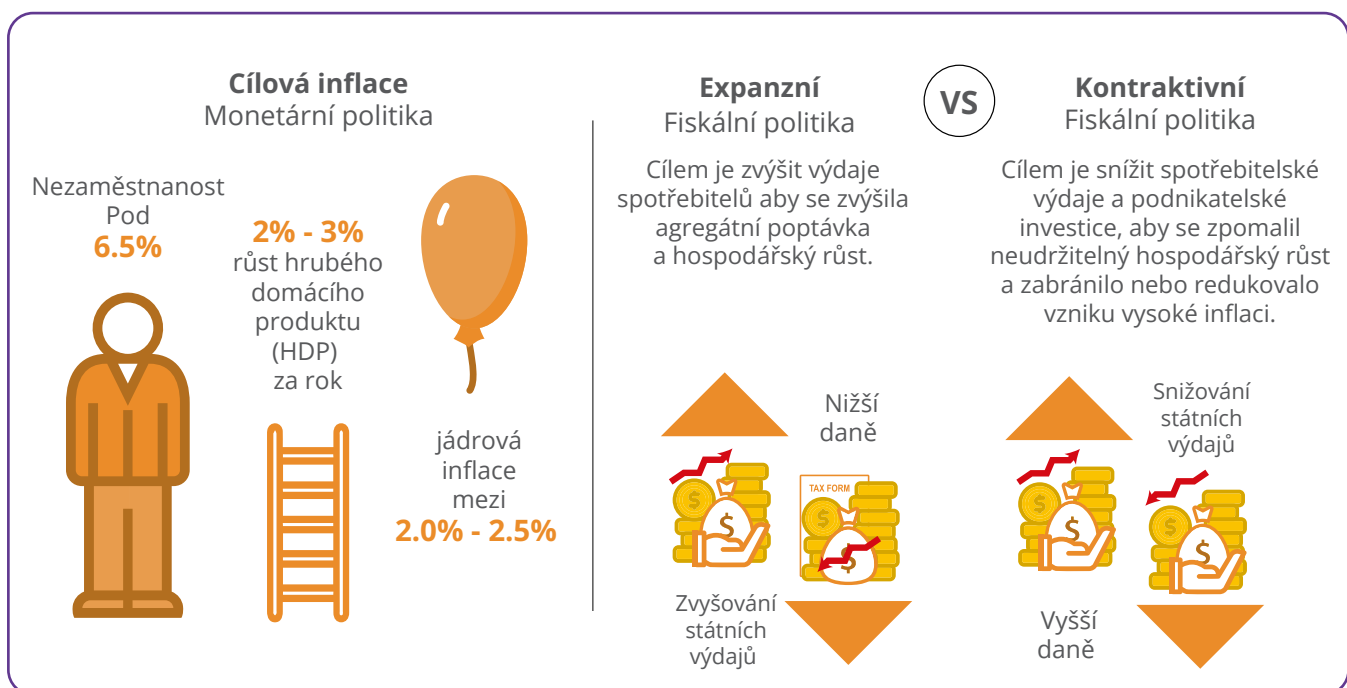 Cílová inflace
Monetární politika
Nezaměstnanost
Pod
6.5%
2% - 3%
růst hrubého
domácího
produktu
(HDP)
za rok
jádrová
inflace
mezi
2.0% - 2.5%
Expanzní
Fiskální politika
Cílem je zvýšit výdaje
spotřebitelů aby se zvýšila
agregátní poptávka
a hospodářský růst.
Zvyšování
státních
výdajů
Nižší
daně
TAX FORM
$
$
$
$
VS
Kontraktivní
Fiskální politika
Cílem je snížit spotřebitelské
výdaje a podnikatelské
investice, aby se zpomalil
neudržitelný hospodářský růst
a zabránilo nebo redukovalo
vzniku vysoké inflaci.
Vyšší
daně
Snižování
státních
výdajů
$
$
$
$